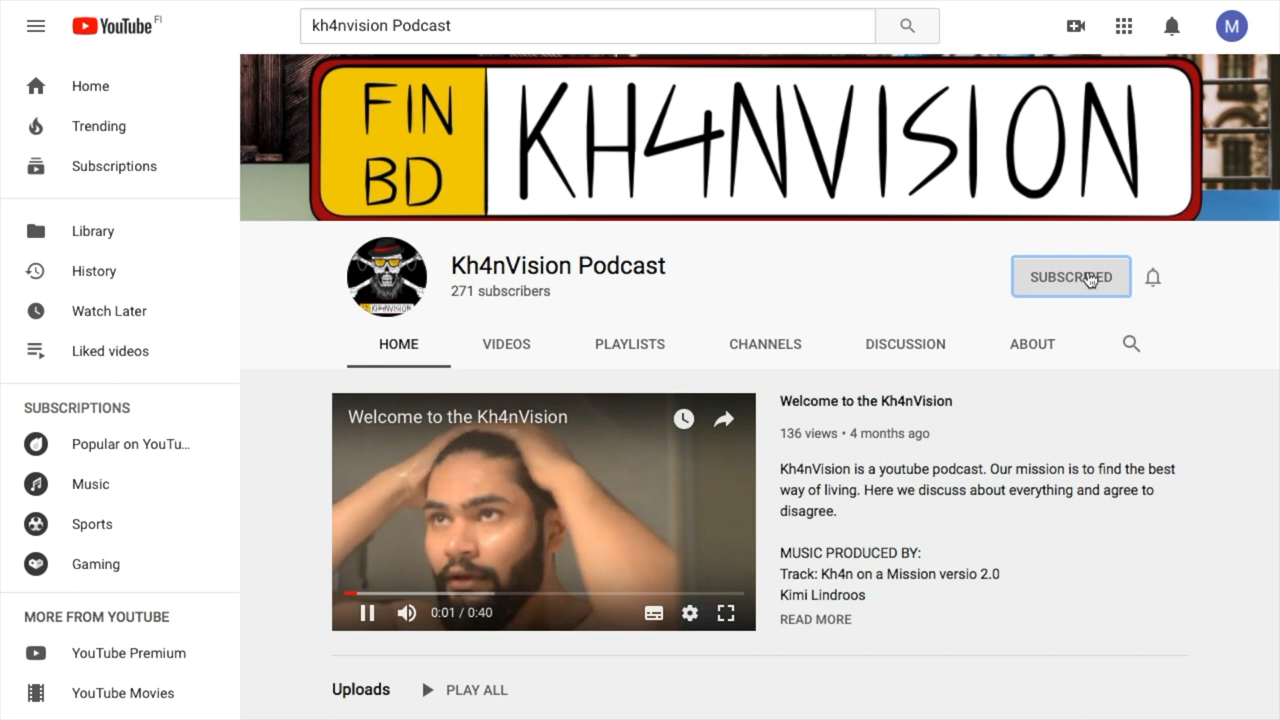 YouTube FI
kh4nvision Podcast
M
Home
Trending
Subscriptions
Library
History
Watch Later
Liked videos
SUBSCRIPTIONS
Popular on YouTu...
Music
Sports
Gaming
MORE FROM YOUTUBE
YouTube Premium
YouTube Movies
FIN
BD
KH4NVISION
KH4NVISION
Kh4nVision Podcast
271 subscribers
SUBSCRIBED
HOME
VIDEOS
PLAYLISTS
CHANNELS
DISCUSSION
ABOUT
Welcome to the Kh4nVision
0:01 / 0:40
Welcome to the Kh4nVision
136 views • 4 months ago
Kh4nVision is a youtube podcast. Our mission is to find the best
way of living. Here we discuss about everything and agree to
disagree.
MUSIC PRODUCED BY:
Track: Kh4n on a Mission versio 2.0
Kimi Lindroos
READ MORE
Uploads
PLAY ALL